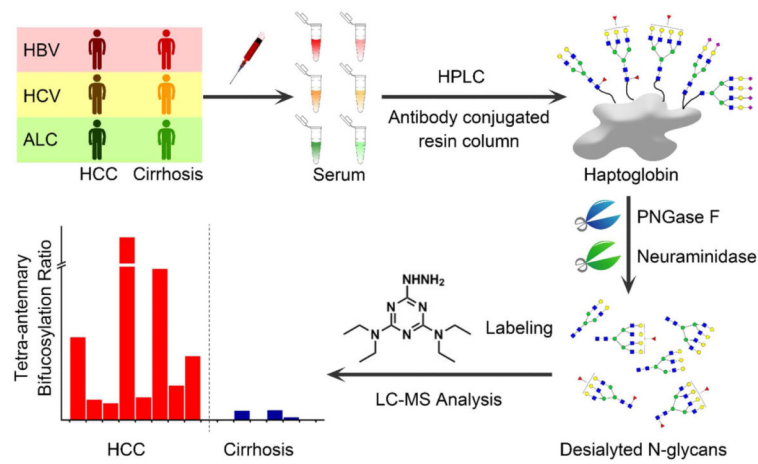 HBV
HCV
ALC
HCC
Cirrhosis
Serum
HPLC
Antibody conjugated
resin column
Haptoglobin
PNGase F
Neuraminidase
Desialyted N-glycans
NHNH₂
N
N
N
N
N
Labeling
LC-MS Analysis
Tetra-antennary
Bifucosylation Ratio
HCC
Cirrhosis